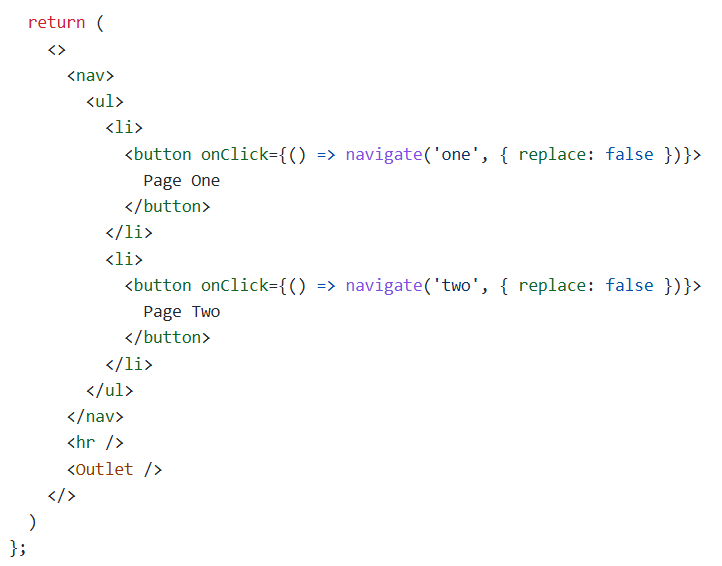 return (
    <>
      <nav>
        <ul>
          <li>
            <button onClick={() => navigate('one', { replace: false })}>
              Page One
            </button>
          </li>
          <li>
            <button onClick={() => navigate('two', { replace: false })}>
              Page Two
            </button>
          </li>
        </ul>
      </nav>
      <hr />
      <Outlet />
    </>
  )
};